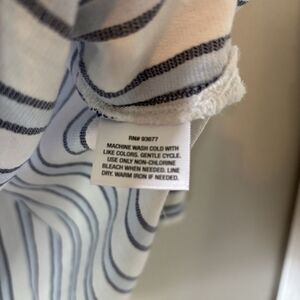 RN# 93677
MACHINE WASH COLD WITH
LIKE COLORS. GENTLE CYCLE.
USE ONLY NON-CHLORINE
BLEACH WHEN NEEDED. LINE
DRY. WARM IRON IF NEEDED.